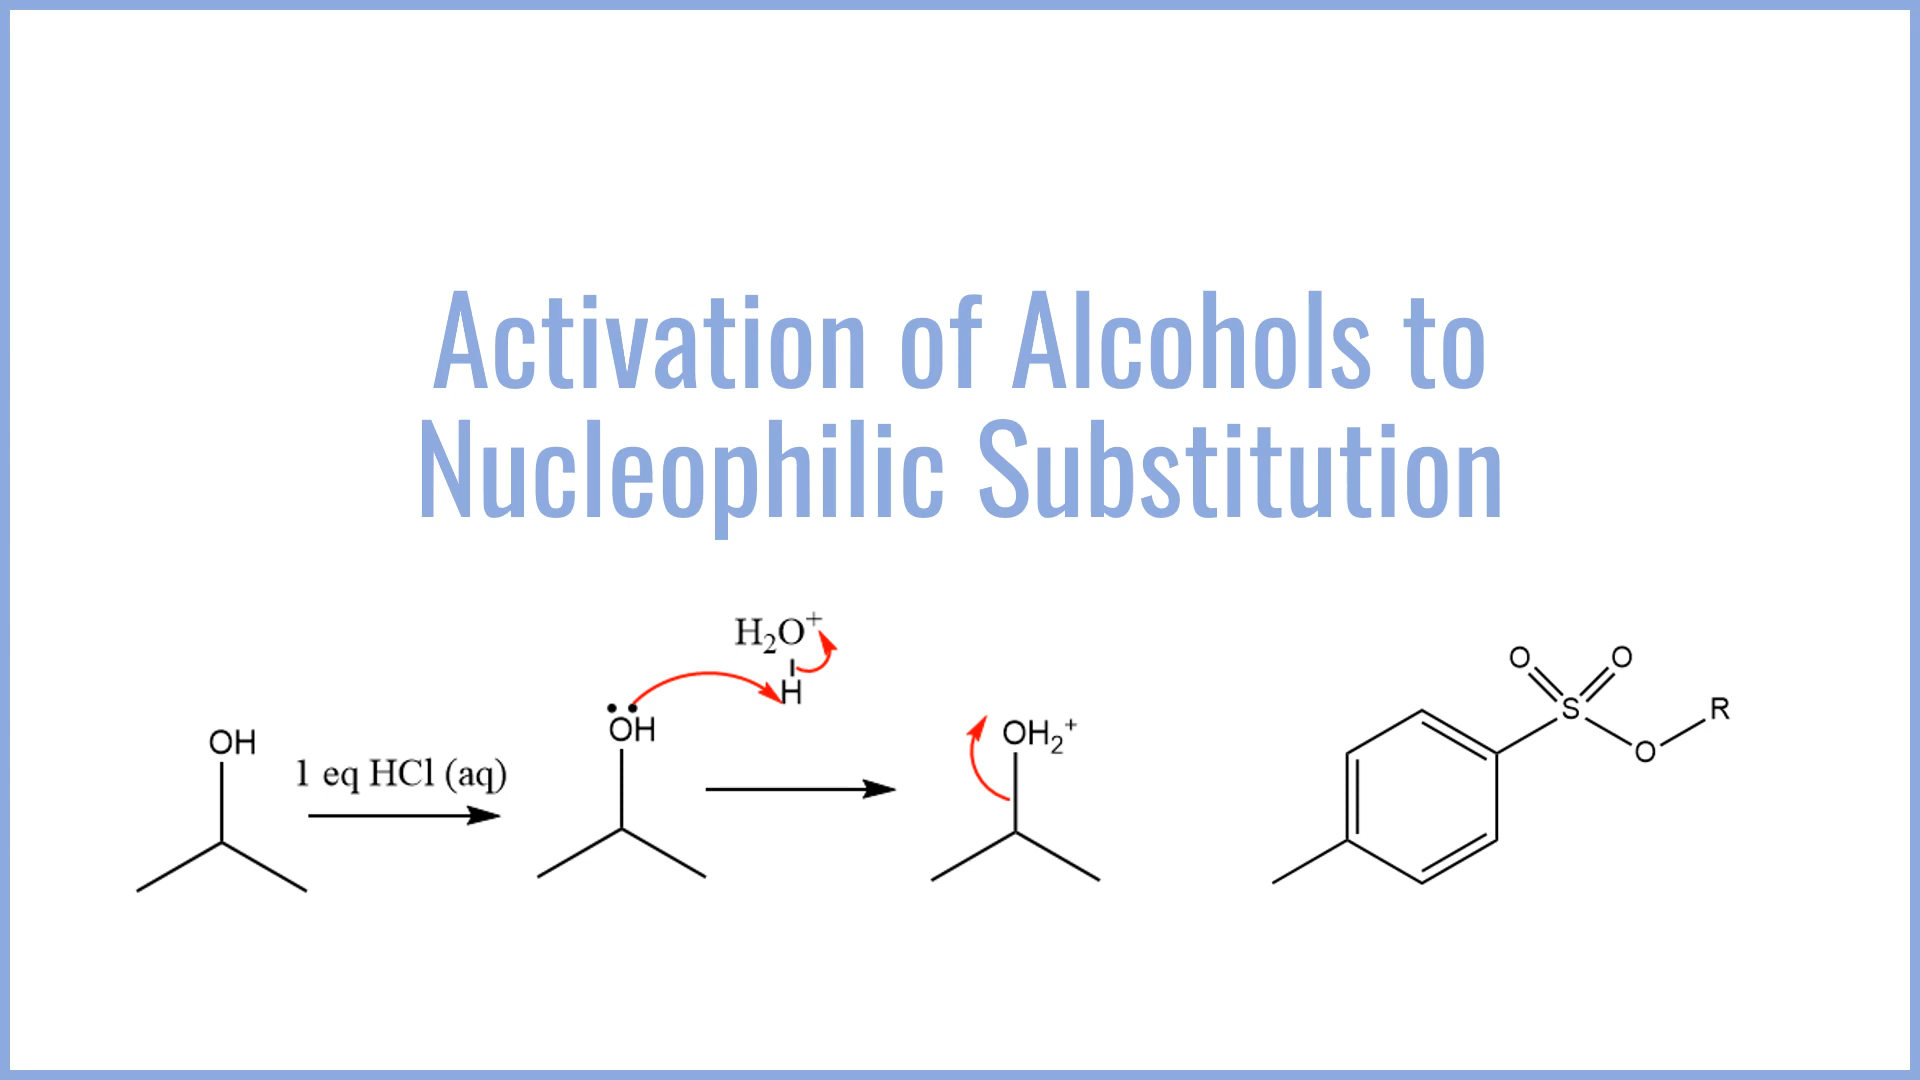 Activation of Alcohols to
Nucleophilic Substitution
OH
1 eq HCl (aq)
OH
H₂O⁺
H
OH₂⁺
O
O
S
O
R